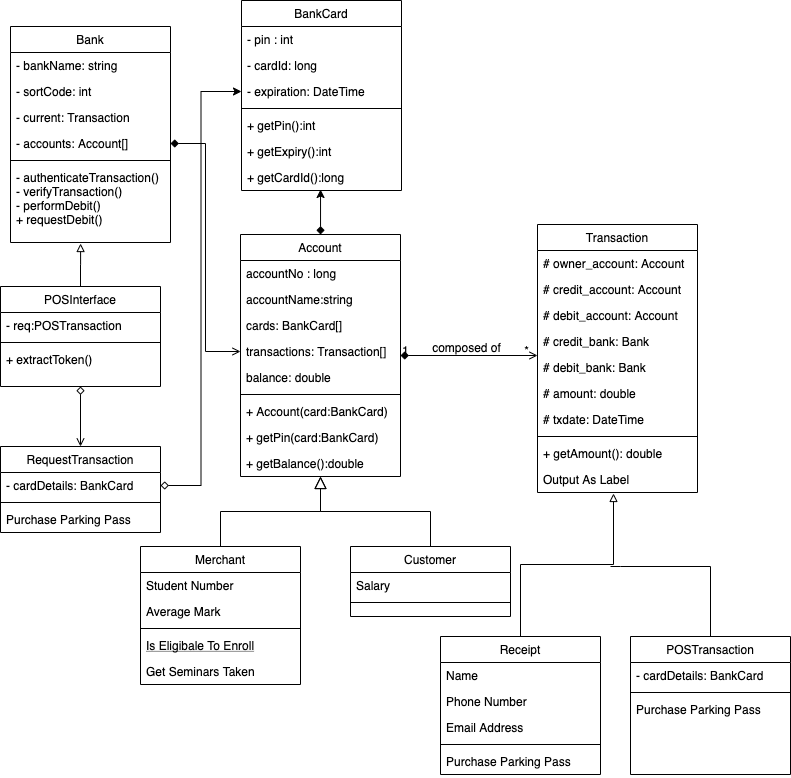 BankCard
- pin : int
- cardId: long
- expiration: DateTime
+ getPin():int
+ getExpiry():int
+ getCardId():long
Bank
- bankName: string
- sortCode: int
- current: Transaction
- accounts: Account[]
- authenticateTransaction()
- verifyTransaction()
- performDebit()
+ requestDebit()
Account
accountNo : long
accountName:string
cards: BankCard[]
transactions: Transaction[]
balance: double
+ Account(card:BankCard)
+ getPin(card:BankCard)
+ getBalance():double
1
composed of
*
Transaction
# owner_account: Account
# credit_account: Account
# debit_account: Account
# credit_bank: Bank
# debit_bank: Bank
# amount: double
# txdate: DateTime
+ getAmount(): double
Output As Label
POSInterface
- req:POSTransaction
+ extractToken()
RequestTransaction
- cardDetails: BankCard
Purchase Parking Pass
Merchant
Student Number
Average Mark
Is Eligibale To Enroll
Get Seminars Taken
Customer
Salary
Receipt
Name
Phone Number
Email Address
Purchase Parking Pass
POSTransaction
- cardDetails: BankCard
Purchase Parking Pass